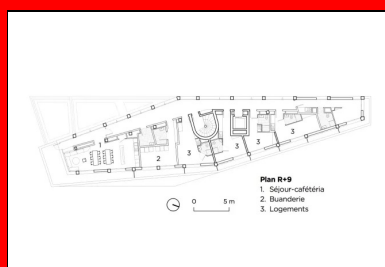 1
2
3
3
3
3
0 5 m
Plan R+9
1. Séjour-cafétéria
2. Buanderie
3. Logements